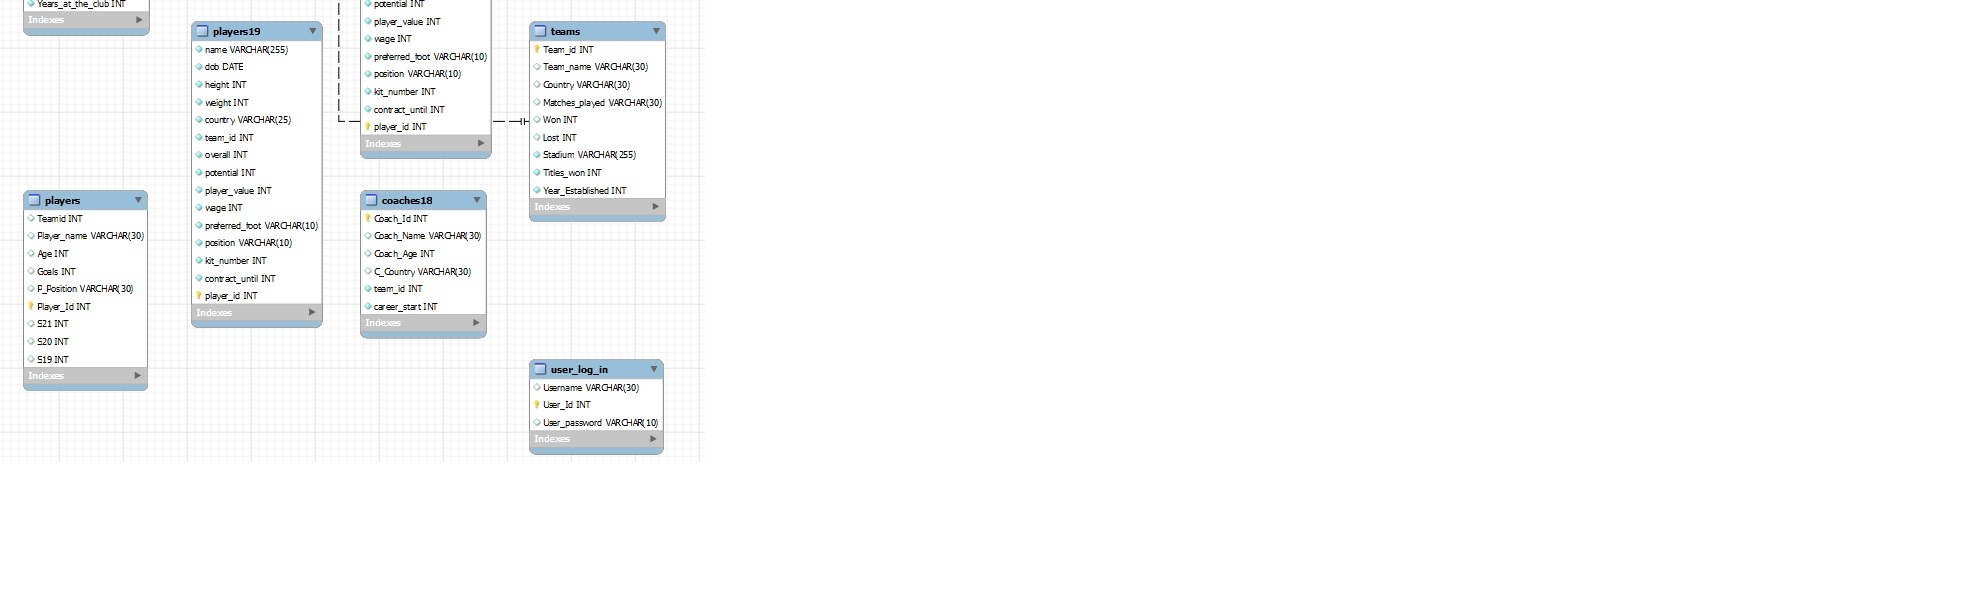 Years_at_the_club INT
Indexes
players19
name VARCHAR(255)
dob DATE
height INT
weight INT
country VARCHAR(25)
team_id INT
overall INT
potential INT
player_value INT
wage INT
preferred_foot VARCHAR(10)
position VARCHAR(10)
kit_number INT
contract_until INT
player_id INT
Indexes
potential INT
player_value INT
wage INT
preferred_foot VARCHAR(10)
position VARCHAR(10)
kit_number INT
contract_until INT
player_id INT
Indexes
teams
Team_id INT
Team_name VARCHAR(30)
Country VARCHAR(30)
Matches_played VARCHAR(30)
Won INT
Lost INT
Stadium VARCHAR(255)
Titles_won INT
Year_Established INT
Indexes
players
Teamid INT
Player_name VARCHAR(30)
Age INT
Goals INT
P_Position VARCHAR(30)
Player_Id INT
S21 INT
S20 INT
S19 INT
Indexes
coaches18
Coach_Id INT
Coach_Name VARCHAR(30)
Coach_Age INT
C_Country VARCHAR(30)
team_id INT
career_start INT
Indexes
user_log_in
Username VARCHAR(30)
User_Id INT
User_password VARCHAR(10)
Indexes